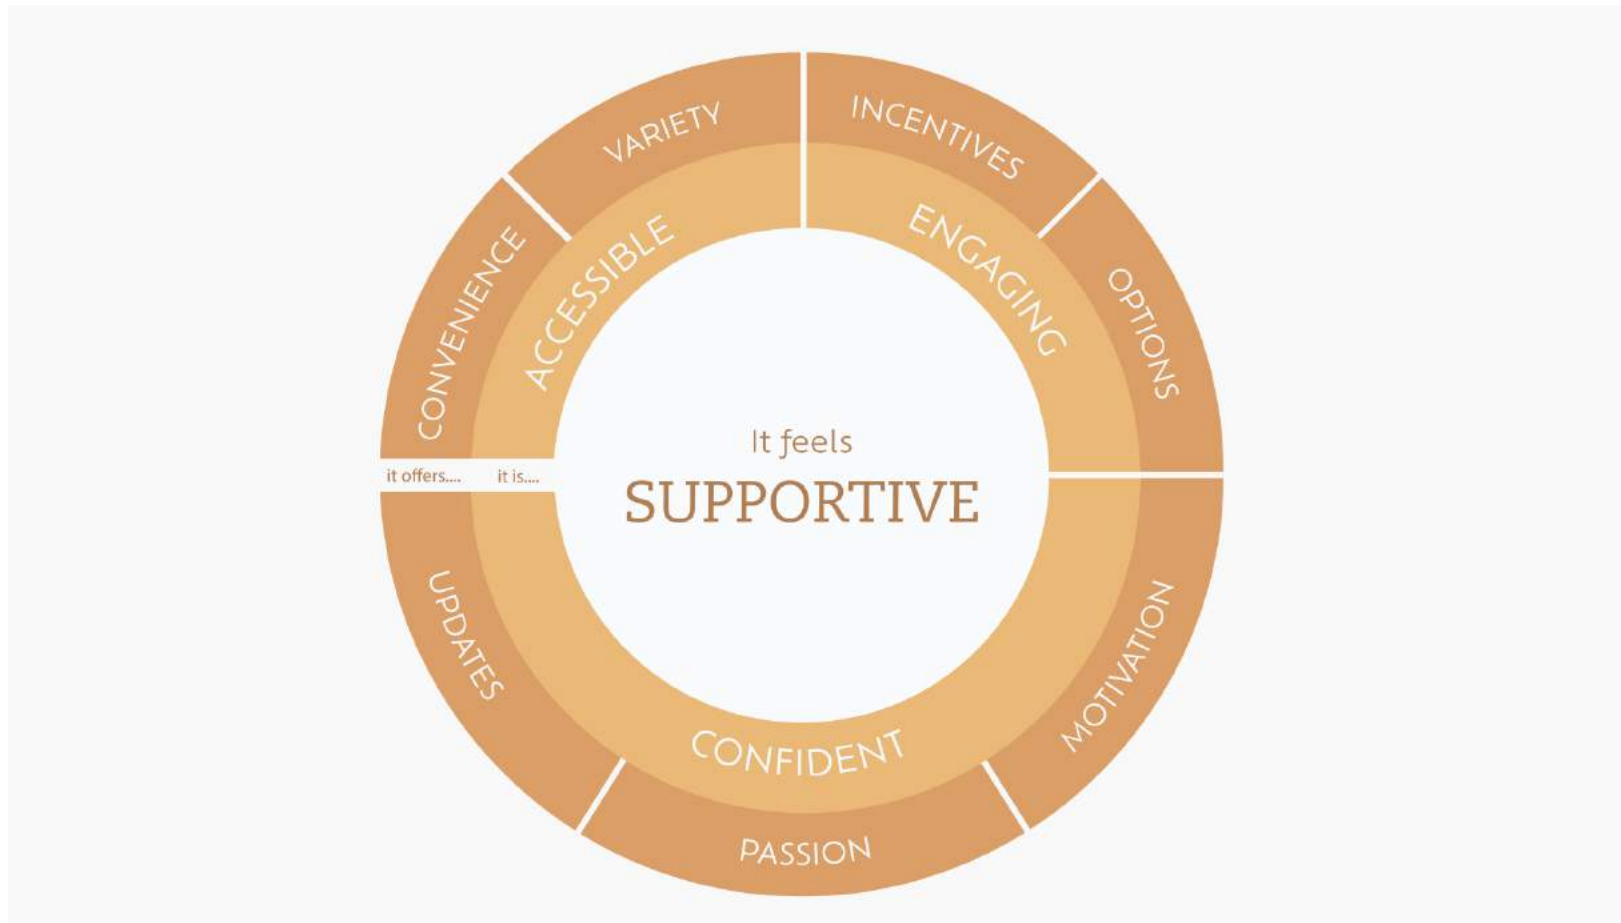 VARIETY
INCENTIVES
CONVENIENCE
ACCESSIBLE
ENGAGING
OPTIONS
It feels
SUPPORTIVE
it offers....
it is....
UPDATES
CONFIDENT
MOTIVATION
PASSION